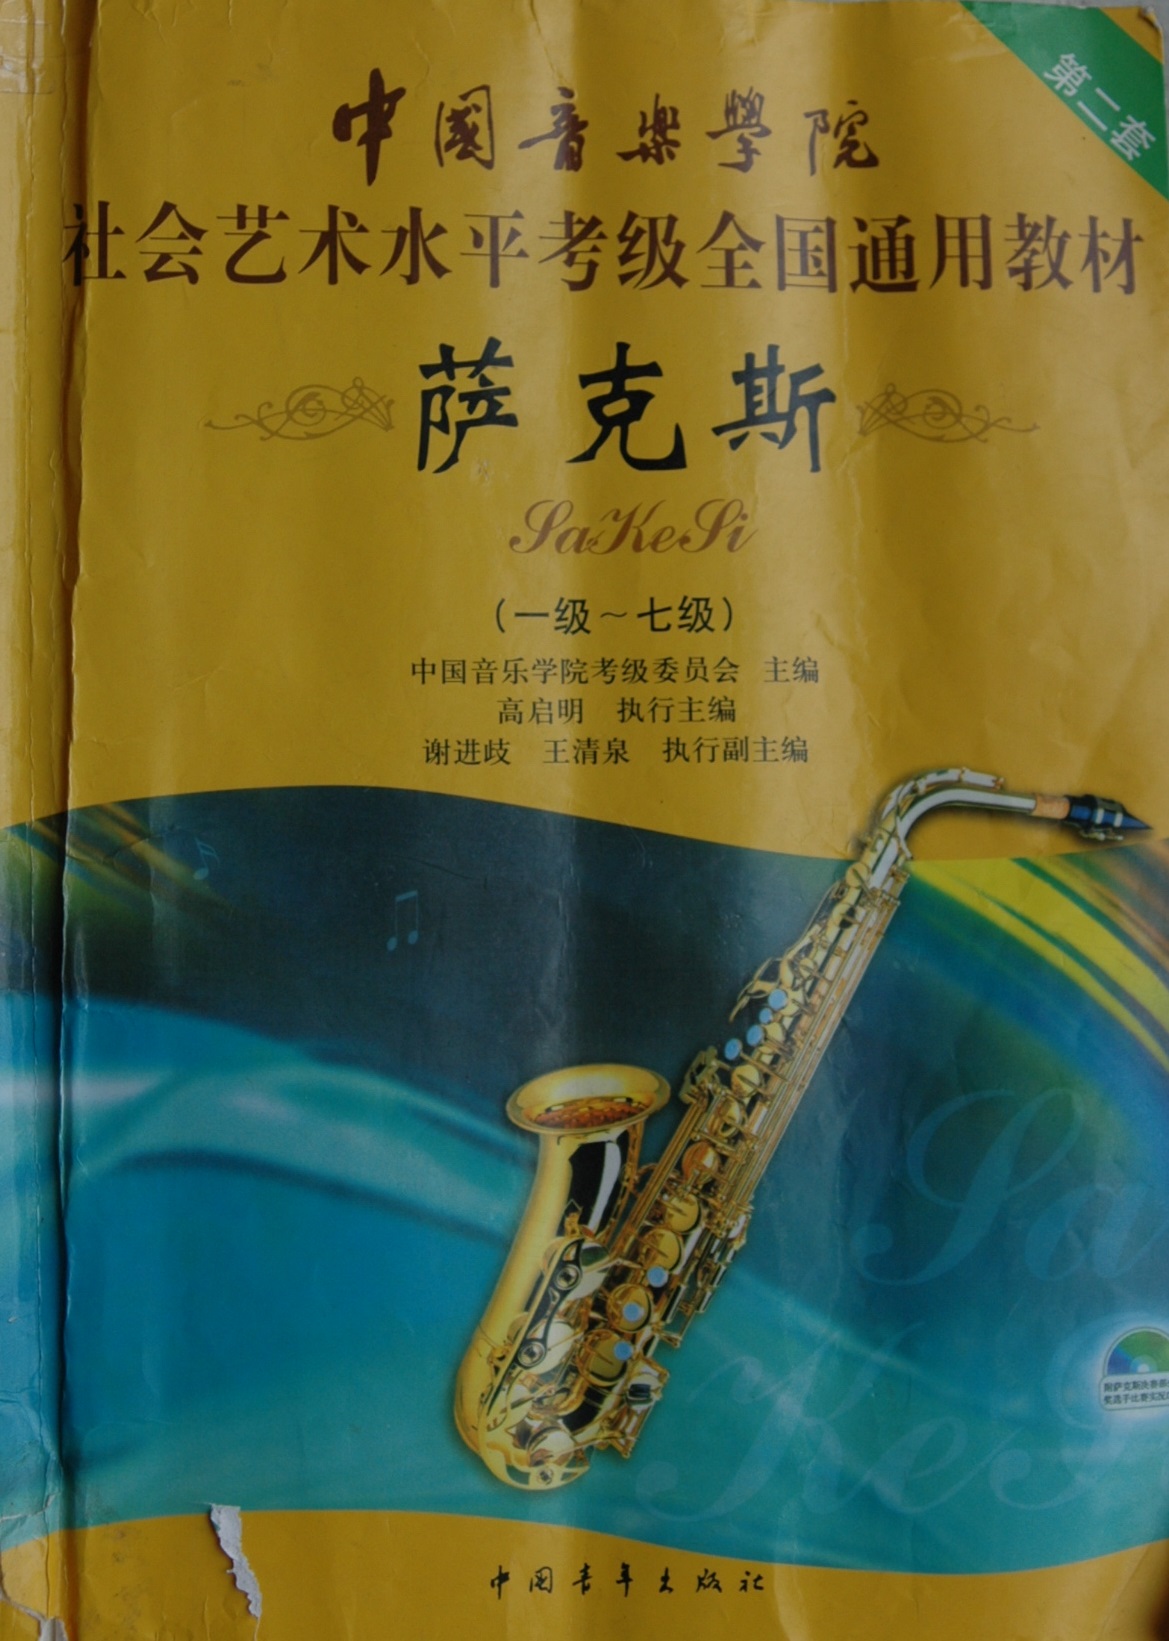 第二套
中國音樂學院
社会艺术水平考级全国通用教材
萨克斯
SaKeSi
（一级～七级）
中国音乐学院考级委员会 主编
高启明 执行主编
谢进歧 王清泉 执行副主编
Sa
Ke
中国青年出版社